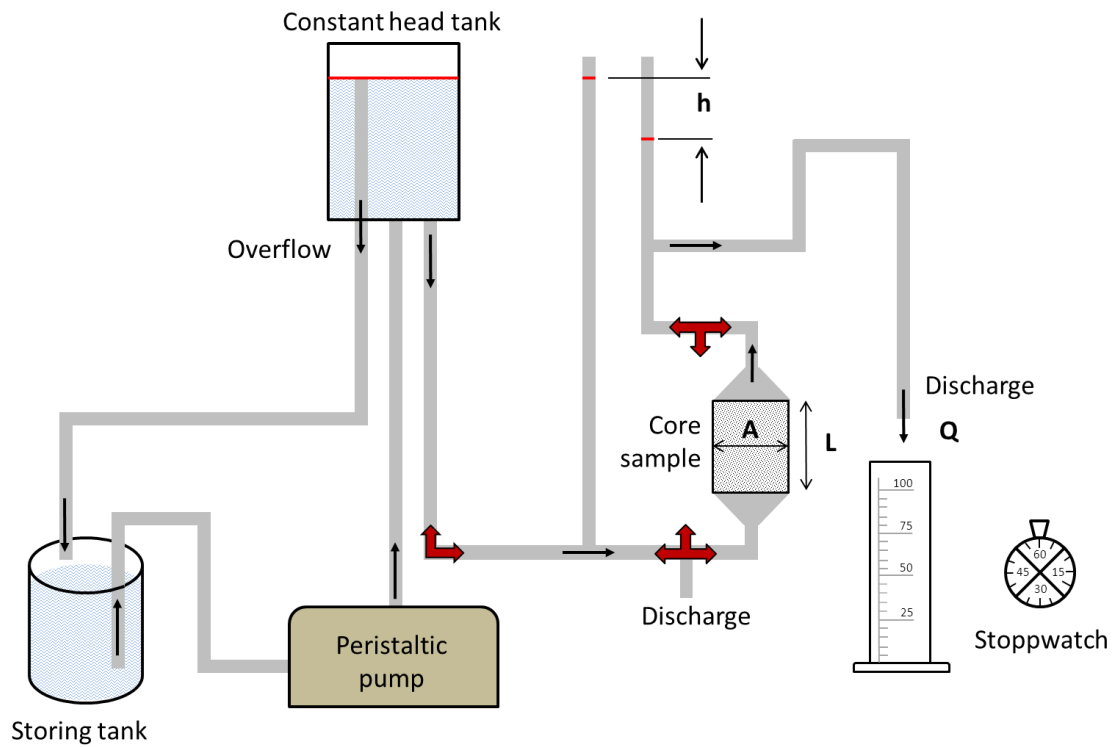 Constant head tank
h
Overflow
Discharge
Q
Core
sample
A
L
100
75
50
25
60
45
15
30
Discharge
Stoppwatch
Peristaltic
pump
Storing tank